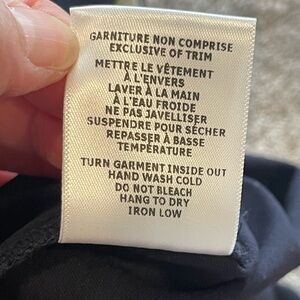 GARNITURE NON COMPRISE
EXCLUSIVE OF TRIM
METTRE LE VÊTEMENT
À L'ENVERS
LAVER À LA MAIN
À L'EAU FROIDE
NE PAS JAVELLISER
SUSPENDRE POUR SÉCHER
REPASSER À BASSE
TEMPÉRATURE
TURN GARMENT INSIDE OUT
HAND WASH COLD
DO NOT BLEACH
HANG TO DRY
IRON LOW